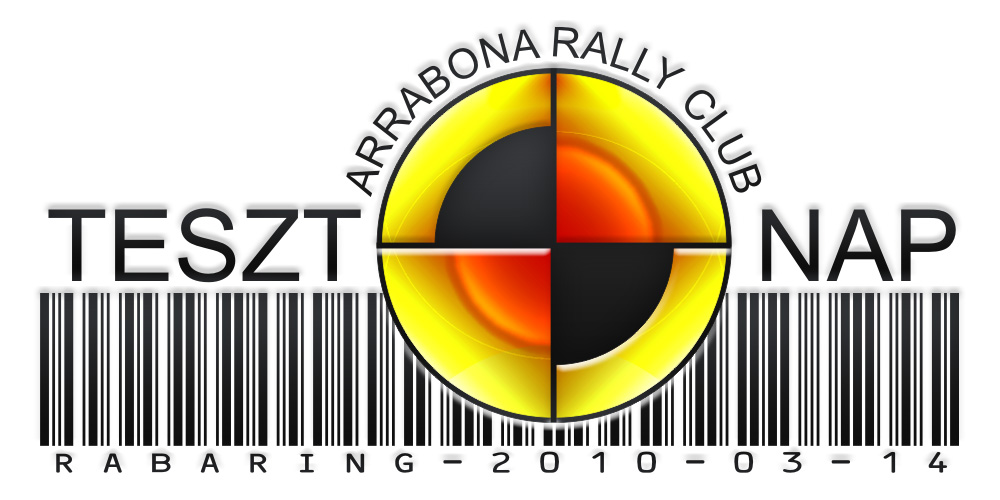 ARRABONA RALLY CLUB
TESZT NAP
RABARING-2010-03-14